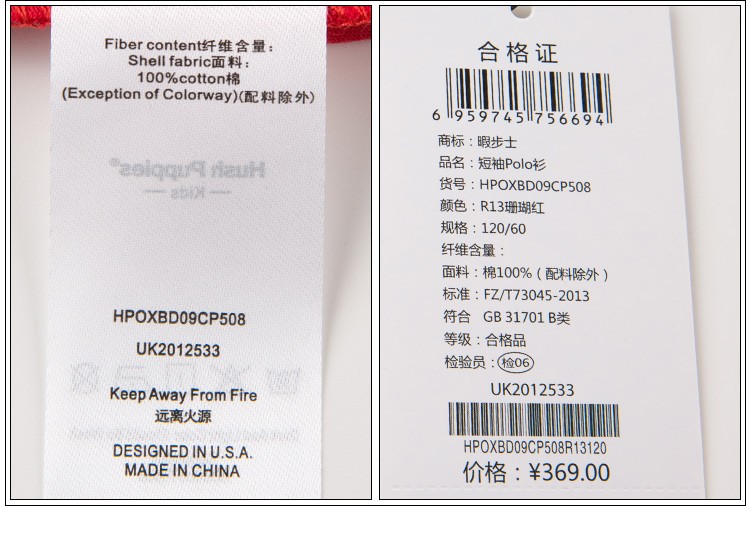 Fiber content纤维含量:
Shell fabric面料:
100%cotton棉
(Exception of Colorway)(配料除外)
Hush Puppies®
Kids
HPOXBD09CP508
UK2012533
Keep Away From Fire
远离火源
DESIGNED IN U.S.A.
MADE IN CHINA
合格证
6 959745 756694
商标：暇步士
品名：短袖Polo衫
货号：HPOXBD09CP508
颜色：R13珊瑚红
规格：120/60
纤维含量：
面料：棉100%（配料除外）
标准：FZ/T73045-2013
符合 GB 31701 B类
等级：合格品
检验员：检06
UK2012533
HPOXBD09CP508R13120
价格：¥369.00